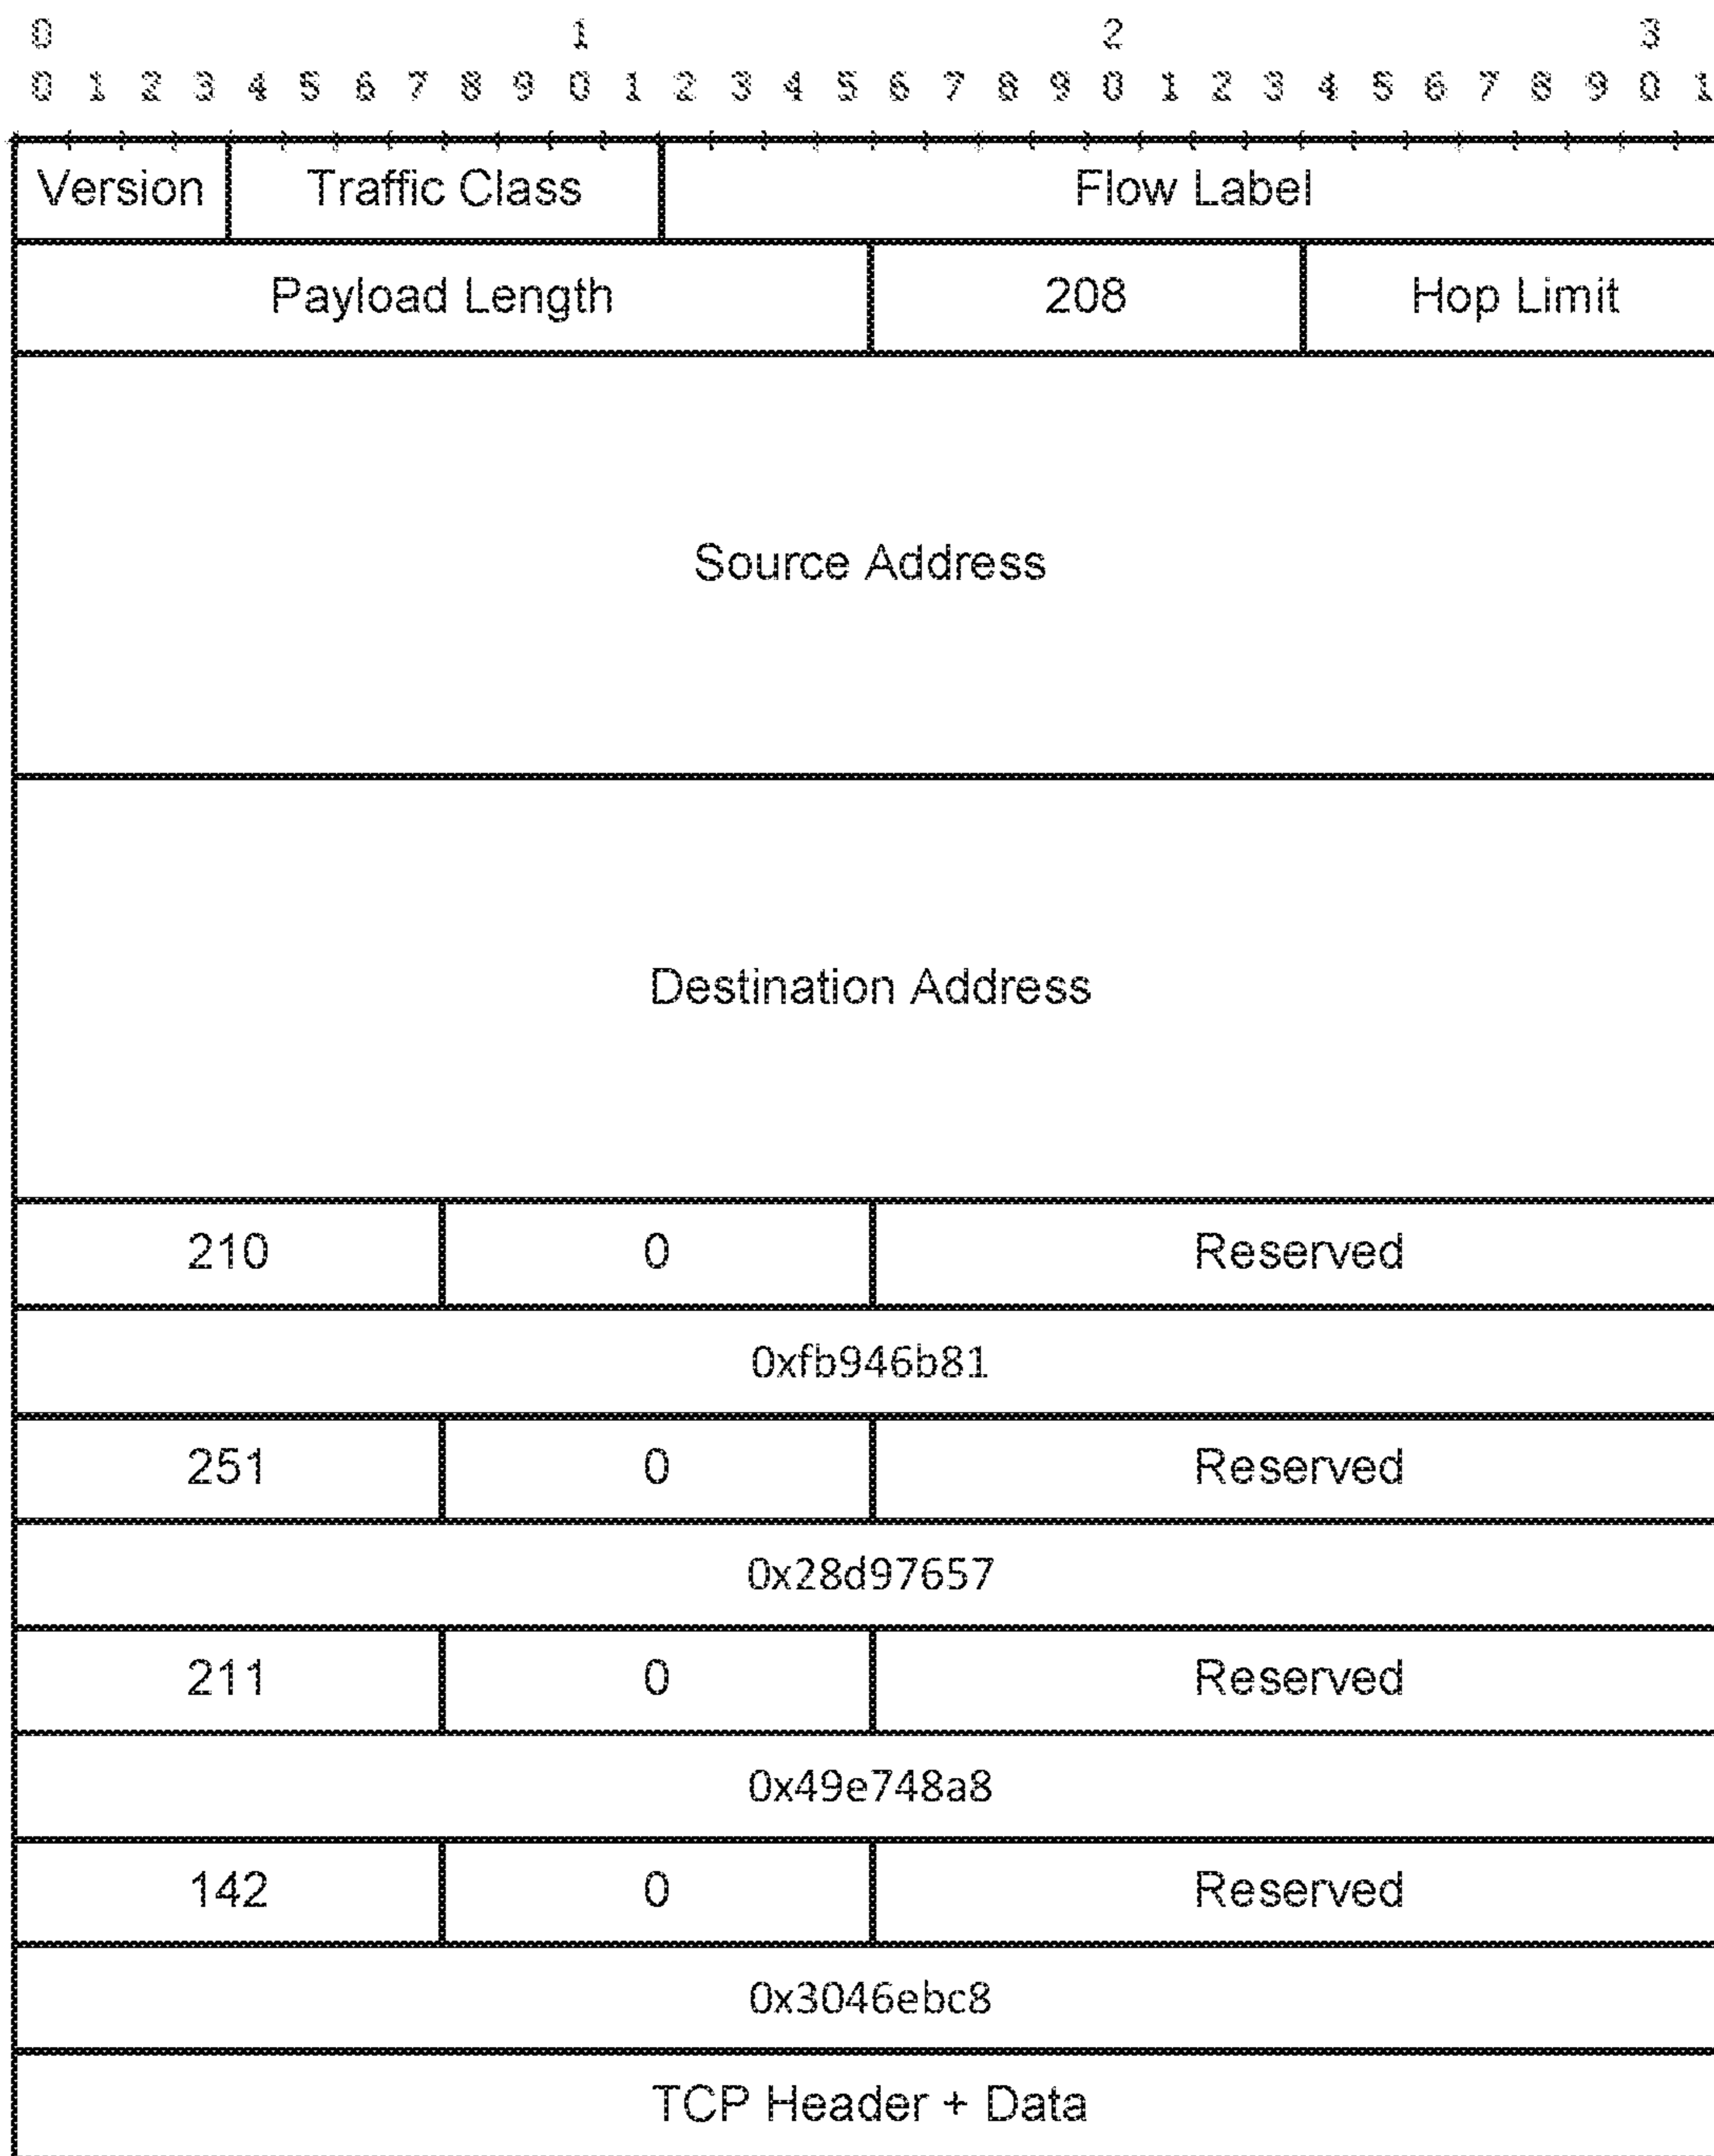 0 1 2 3
0 1 2 3 4 5 6 7 8 9 0 1 2 3 4 5 6 7 8 9 0 1 2 3 4 5 6 7 8 9 0 1
Version Traffic Class Flow Label
Payload Length 208 Hop Limit
Source Address
Destination Address
210 0 Reserved
0xfb946b81
251 0 Reserved
0x28d97657
211 0 Reserved
0x49e748a8
142 0 Reserved
0x3046ebc8
TCP Header + Data